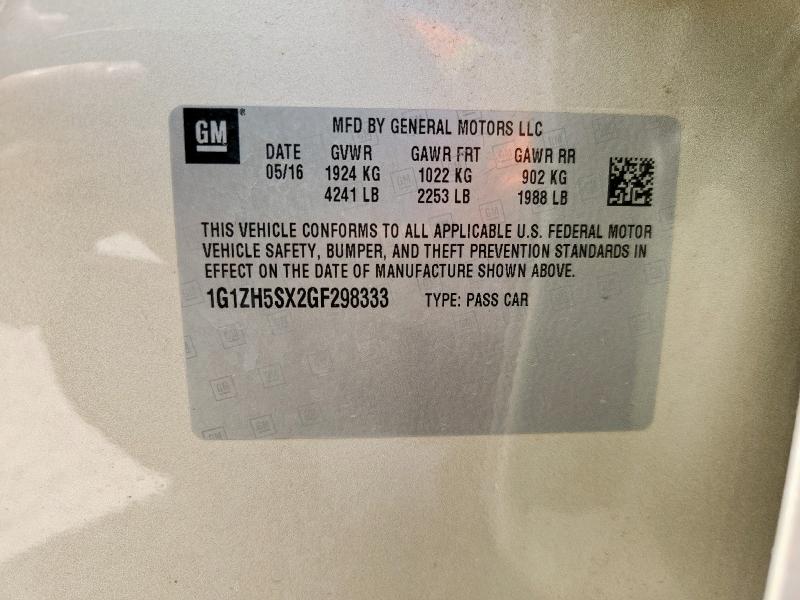 GM
MFD BY GENERAL MOTORS LLC
DATE GVWR GAWR FRT GAWR RR
05/16 1924 KG 1022 KG 902 KG
4241 LB 2253 LB 1988 LB
THIS VEHICLE CONFORMS TO ALL APPLICABLE U.S. FEDERAL MOTOR
VEHICLE SAFETY, BUMPER, AND THEFT PREVENTION STANDARDS IN
EFFECT ON THE DATE OF MANUFACTURE SHOWN ABOVE.
1G1ZH5SX2GF298333 TYPE: PASS CAR